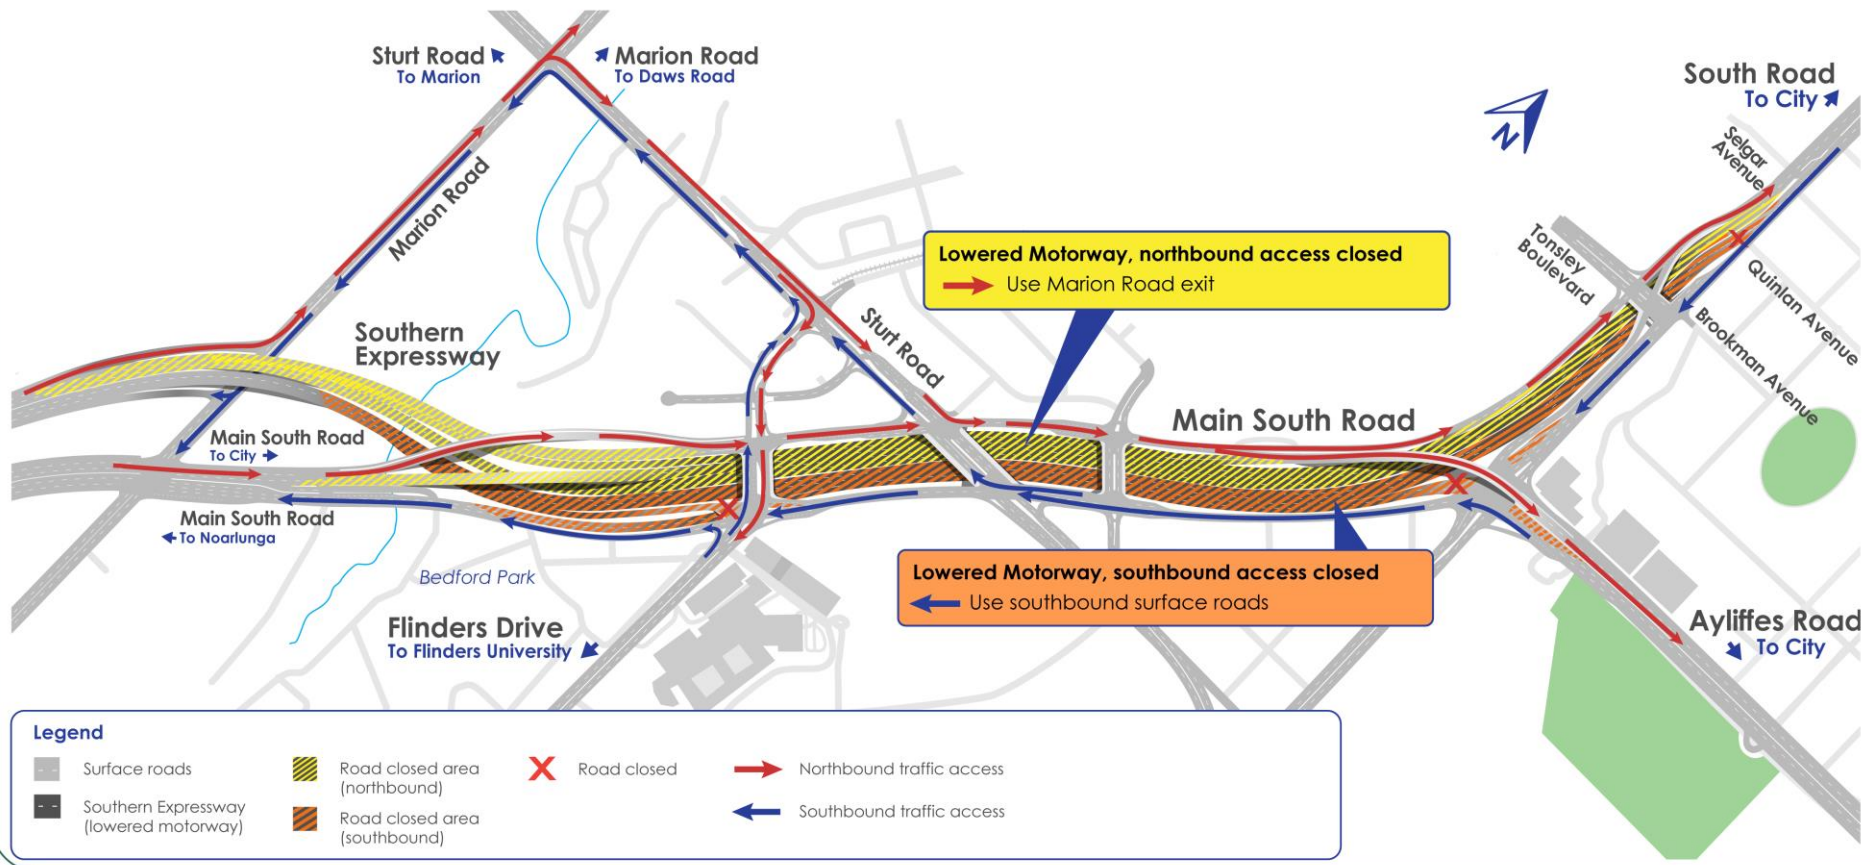 Sturt Road
To Marion
Marion Road
To Daws Road
South Road
To City
N
Selgar
Avenue
Tonsley
Boulevard
Quinlan Avenue
Brookman Avenue
Marion Road
Lowered Motorway, northbound access closed
Use Marion Road exit
Southern
Expressway
Sturt Road
Main South Road
Main South Road
To City
Main South Road
To Noarlunga
Bedford Park
Lowered Motorway, southbound access closed
Use southbound surface roads
Flinders Drive
To Flinders University
Ayliffes Road
To City
Legend
Surface roads
Southern Expressway
(lowered motorway)
Road closed area
(northbound)
Road closed area
(southbound)
X Road closed
Northbound traffic access
Southbound traffic access